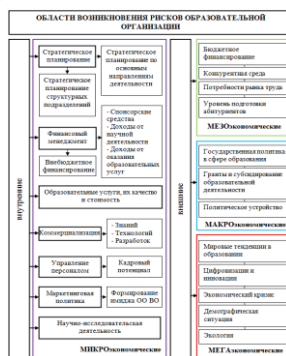 ОБЛАСТИ ВОЗНИКНОВЕНИЯ РИСКОВ ОБРАЗОВАТЕЛЬНОЙ
ОРГАНИЗАЦИИ
внутренние
Стратегическое
планирование
Стратегическое
планирование по
основным
направлениям
деятельности
Стратегическое
планирование
структурных
подразделений
Финансовый
менеджмент
Внебюджетное
финансирование
- Спонсорские
средства
- Доходы от
научной
деятельности
- Доходы от
оказания
образовательных
услуг
Образовательные услуги, их качество
и стоимость
Коммерциализация
- Знаний
- Технологий
- Разработок
Управление
персоналом
Кадровый
потенциал
Маркетинговая
политика
Формирование
имиджа ОО ВО
Научно-исследовательская
деятельность
МИКРОэкономические
внешние
Бюджетное
финансирование
Конкурентная среда
Потребности рынка труда
Уровень подготовки
абитуриентов
МЕЗОэкономические
Государственная политика
в сфере образования
Гранты и субсидирование
образовательной
деятельности
Политическое устройство
МАКРОэкономические
Мировые тенденции в
образовании
Цифровизация и
инновации
Экономический кризис
Демографическая
ситуация
Экология
МЕГАэкономические